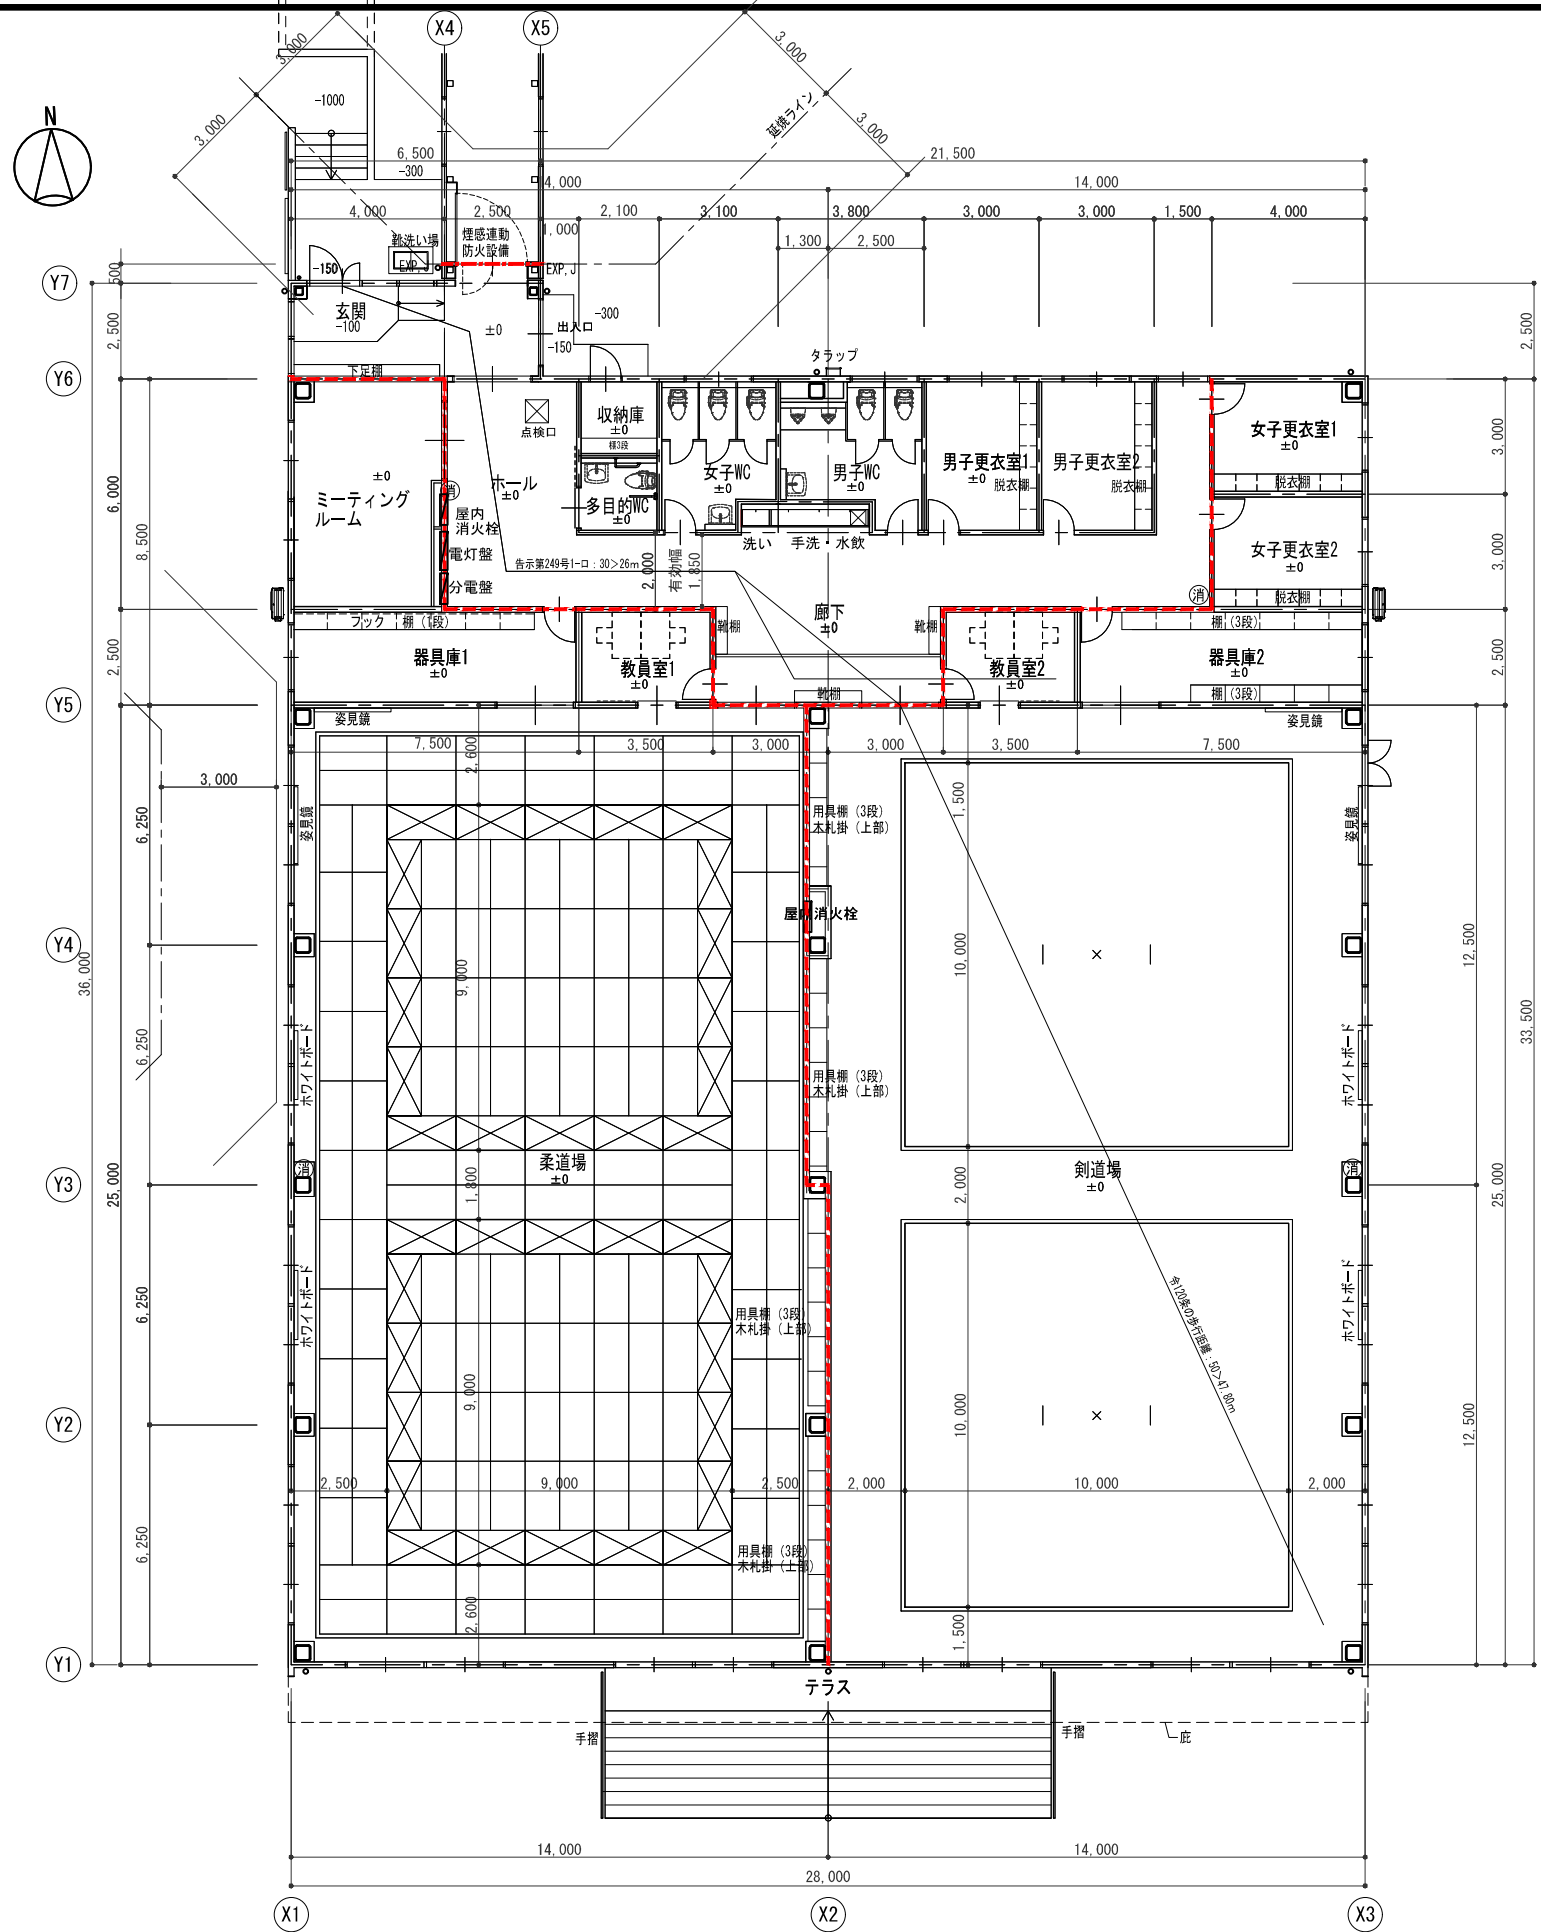 X4
X5
3,000
3,000
-1000
N
3,000
延焼ライン
3,000
6,500
21,500
-300
4,000
14,000
4,000
2,500
2,100
3,100
3,800
3,000
3,000
1,500
4,000
1,000
靴洗い場
煙感連動
防火設備
1,300
2,500
-150
EXP,J
EXP,J
500
Y7
玄関
-100
±0
出入口
-300
-150
2,500
2,500
タラップ
Y6
下足棚
収納庫
±0
棚3段
点検口
女子更衣室1
±0
3,000
±0
ミーティング
ルーム
消
ホール
±0
女子WC
±0
男子WC
±0
男子更衣室1
±0
男子更衣室2
脱衣棚
脱衣棚
脱衣棚
6,000
8,500
屋内
消火栓
多目的WC
±0
洗い
手洗・水飲
電灯盤
分電盤
告示第249号1-ロ：30>26m
2,000
有効幅
1,850
女子更衣室2
±0
3,000
消
脱衣棚
フック 棚（1段）
靴棚
廊下
±0
靴棚
棚（3段）
2,500
器具庫1
±0
教員室1
±0
教員室2
±0
器具庫2
±0
2,500
靴棚
棚（3段）
Y5
姿見鏡
姿見鏡
7,500
2,600
3,500
3,000
3,000
3,500
7,500
3,000
1,500
6,250
姿見鏡
用具棚（3段）
木札掛（上部）
姿見鏡
屋内消火栓
Y4
36,000
9,000
10,000
12,500
33,500
6,250
ホワイトボード
用具棚（3段）
木札掛（上部）
ホワイトボード
柔道場
±0
剣道場
±0
消
消
Y3
25,000
1,800
2,000
25,000
6,250
ホワイトボード
用具棚（3段）
木札掛（上部）
令120条の歩行距離：50>47.80m
ホワイトボード
9,000
10,000
12,500
Y2
2,500
9,000
2,500
2,000
10,000
2,000
6,250
用具棚（3段）
木札掛（上部）
2,600
1,500
Y1
テラス
手摺
手摺
庇
14,000
14,000
28,000
X1
X2
X3